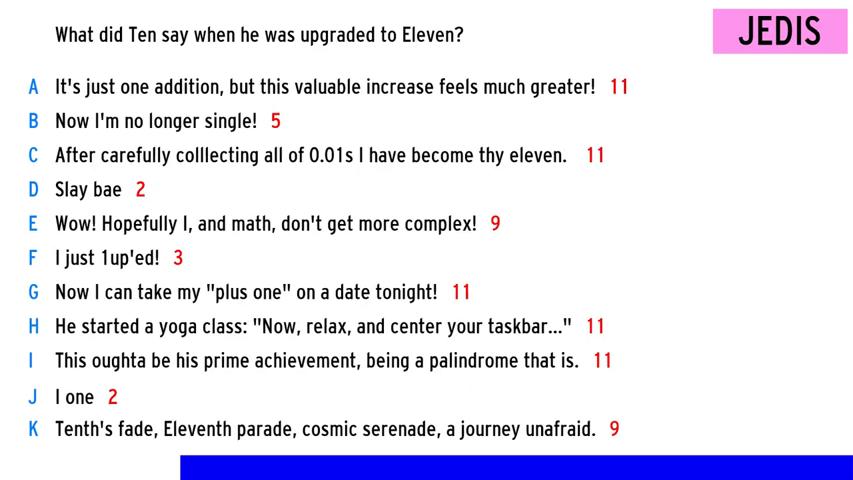 What did Ten say when he was upgraded to Eleven?
JEDIS
A It's just one addition, but this valuable increase feels much greater! 11
B Now I'm no longer single! 5
C After carefully colllecting all of 0.01s I have become thy eleven. 11
D Slay bae 2
E Wow! Hopefully I, and math, don't get more complex! 9
F I just 1up'ed! 3
G Now I can take my "plus one" on a date tonight! 11
H He started a yoga class: "Now, relax, and center your taskbar..." 11
I This oughta be his prime achievement, being a palindrome that is. 11
J I one 2
K Tenth's fade, Eleventh parade, cosmic serenade, a journey unafraid. 9